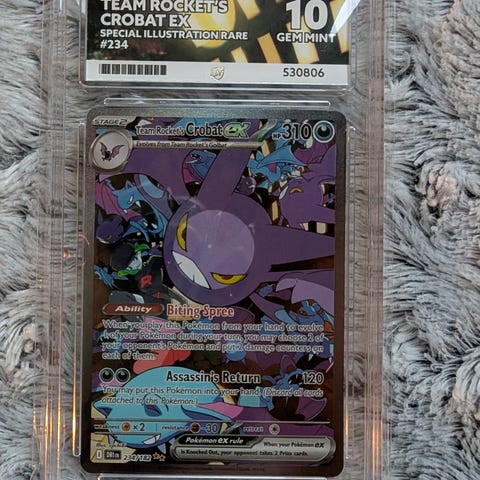 TEAM ROCKET'S
CROBAT EX
SPECIAL ILLUSTRATION RARE
#234
10
GEM MINT
530806
STAGE 2
Team Rocket's Crobat ex HP 310
Evolves from Team Rocket's Golbat
R
Ability Biting Spree
When you play this Pokémon from your hand to evolve
1 of your Pokémon during your turn, you may choose 2 of
your opponent's Pokémon and put 2 damage counters on
each of them.
Assassin's Return 120
You may put this Pokémon into your hand. (Discard all cards
attached to this Pokémon.)
weakness ×2 resistance -30 retreat
Pokémon ex rule
When your Pokémon ex
is Knocked Out, your opponent takes 2 Prize cards.
DRI EN 234/182